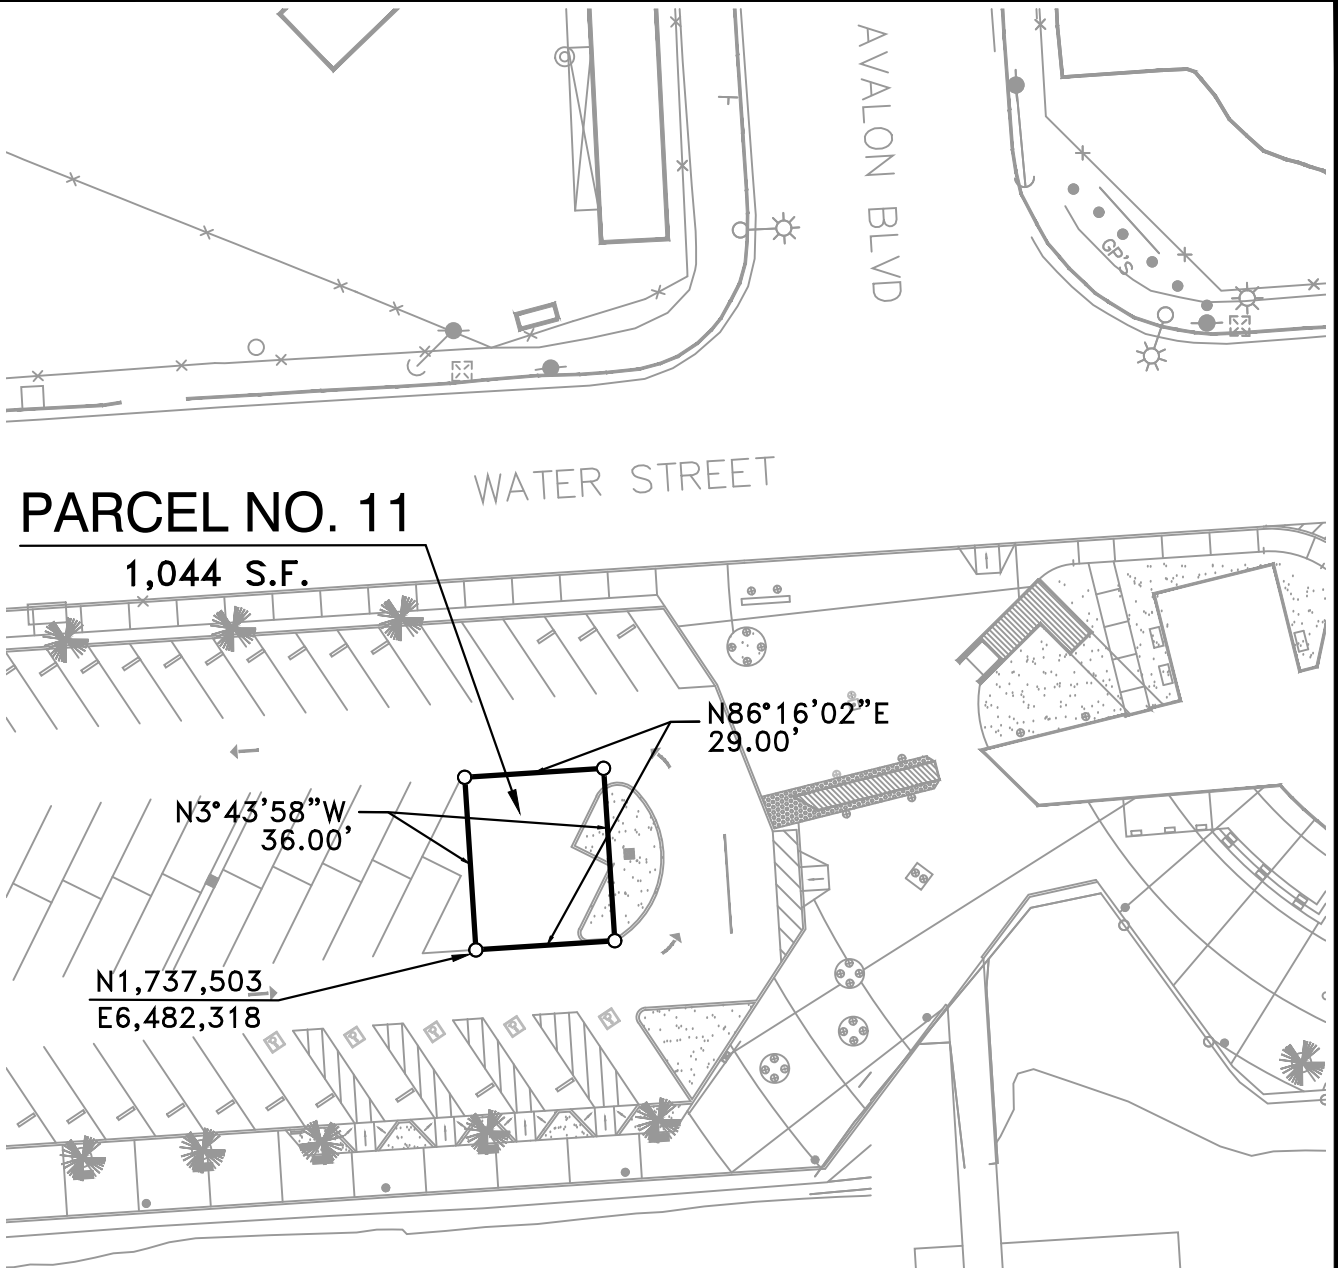 AVALON BLVD
GP'S
WATER STREET
PARCEL NO. 11
1,044 S.F.
N86°16'02"E
29.00'
N3°43'58"W
36.00'
N1,737,503
E6,482,318